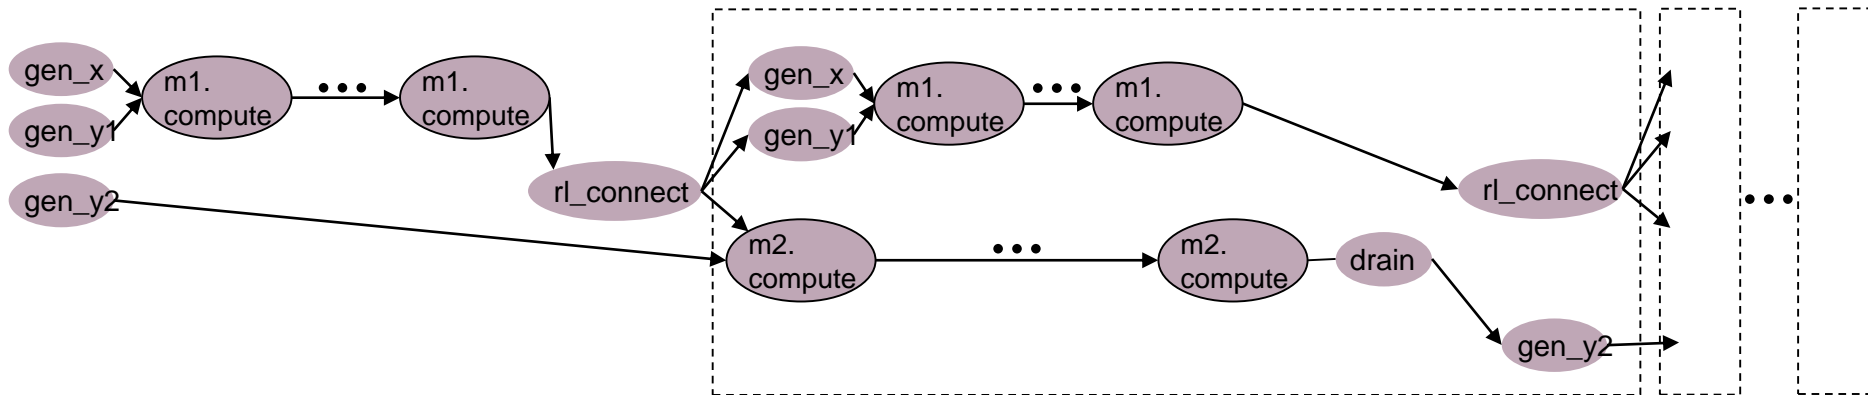 gen_x
gen_y1
gen_y2
m1.
compute
m1.
compute
rl_connect
gen_x
gen_y1
m1.
compute
m1.
compute
rl_connect
m2.
compute
m2.
compute
drain
gen_y2